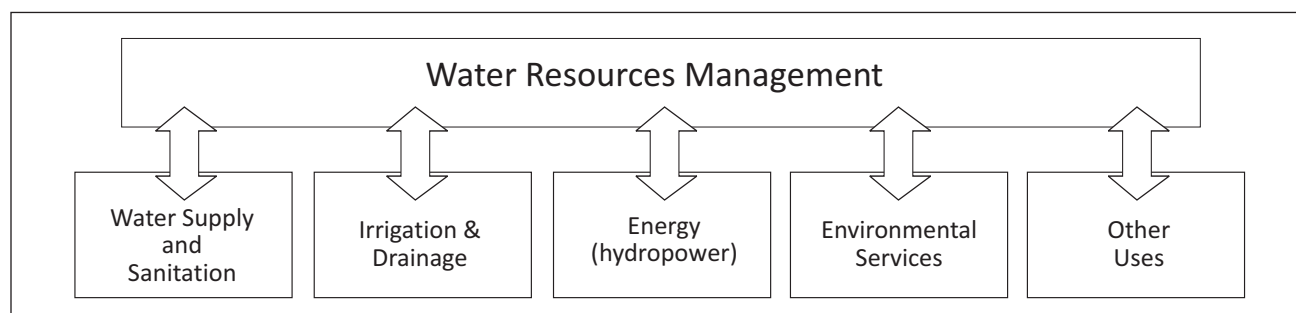 Water Resources Management
Water Supply
and
Sanitation
Irrigation &
Drainage
Energy
(hydropower)
Environmental
Services
Other
Uses